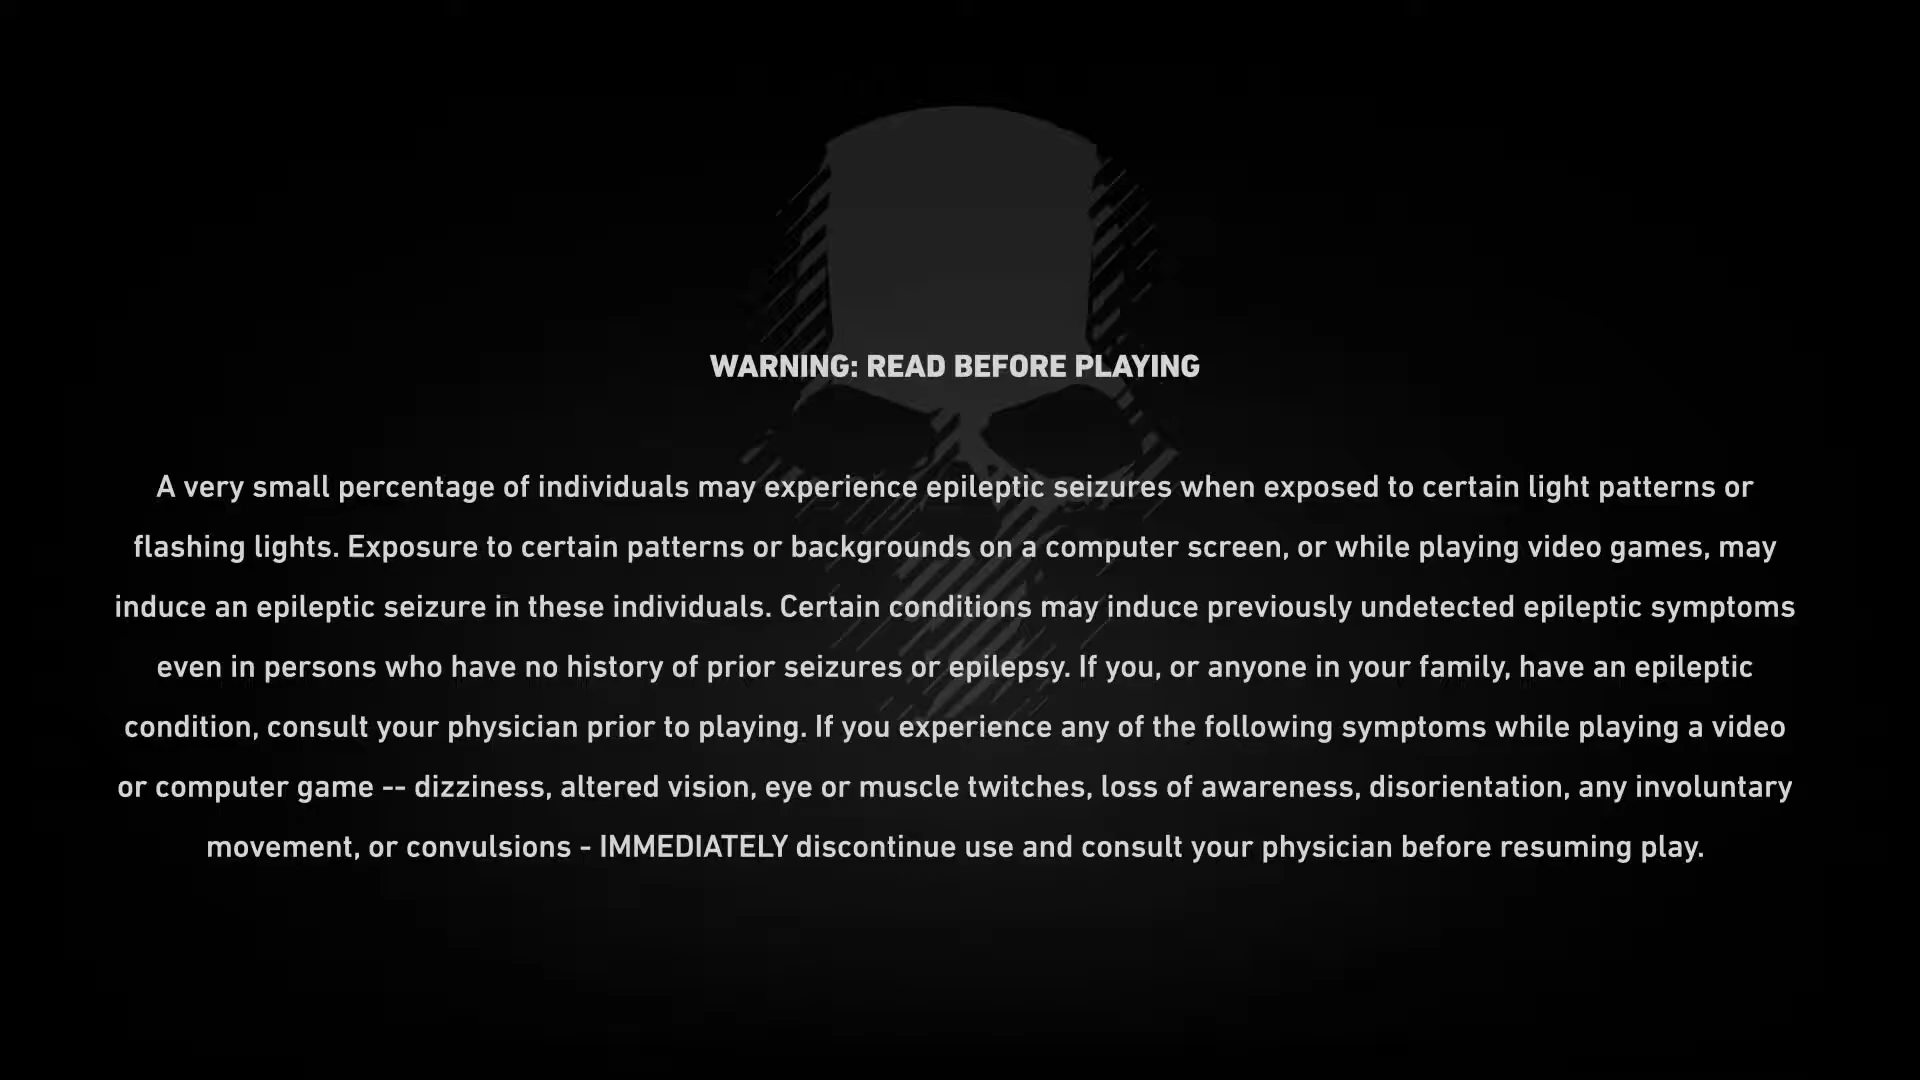 WARNING: READ BEFORE PLAYING
A very small percentage of individuals may experience epileptic seizures when exposed to certain light patterns or
flashing lights. Exposure to certain patterns or backgrounds on a computer screen, or while playing video games, may
induce an epileptic seizure in these individuals. Certain conditions may induce previously undetected epileptic symptoms
even in persons who have no history of prior seizures or epilepsy. If you, or anyone in your family, have an epileptic
condition, consult your physician prior to playing. If you experience any of the following symptoms while playing a video
or computer game -- dizziness, altered vision, eye or muscle twitches, loss of awareness, disorientation, any involuntary
movement, or convulsions - IMMEDIATELY discontinue use and consult your physician before resuming play.